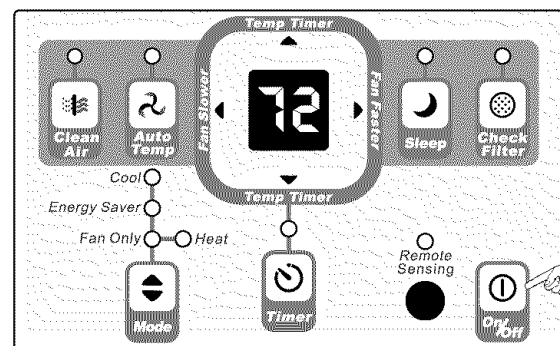 Temp Timer
Fan Slower
72
Fan Faster
Temp Timer
Clean
Air
Auto
Temp
Sleep
Check
Filter
Cool
Energy Saver
Fan Only
Heat
Mode
Timer
Remote
Sensing
On/
Off